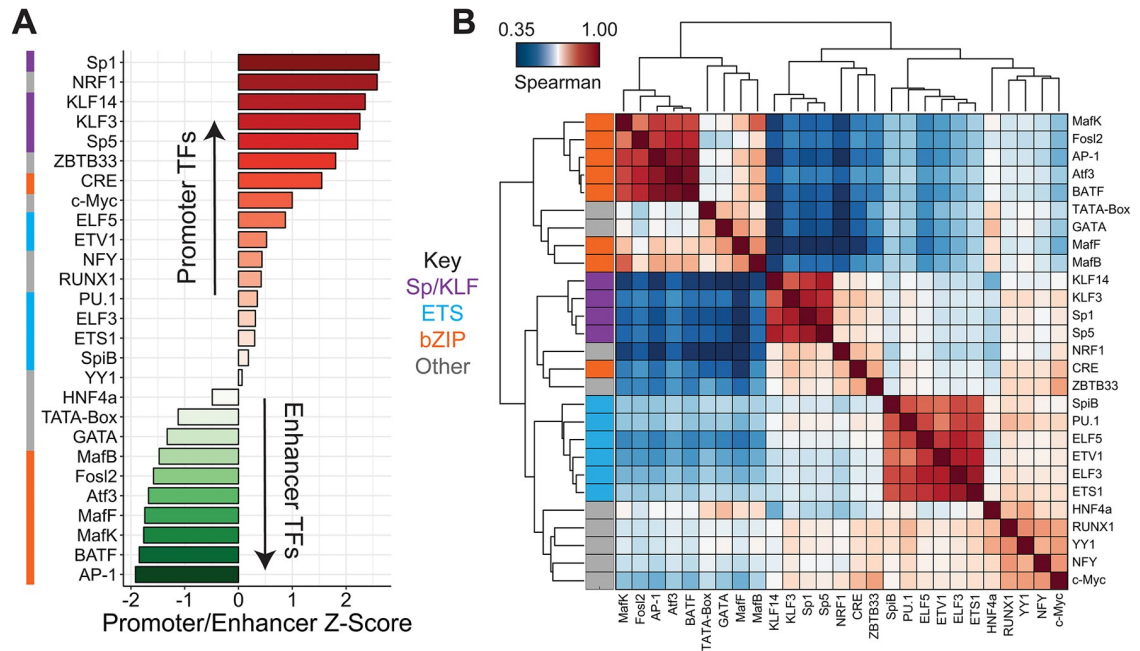 A
Sp1
NRF1
KLF14
KLF3
Sp5
ZBTB33
CRE
c-Myc
ELF5
ETV1
NFY
RUNX1
PU.1
ELF3
ETS1
SpiB
YY1
HNF4a
TATA-Box
GATA
MafB
Fosl2
Atf3
MafF
MafK
BATF
AP-1
Promoter TFs
Enhancer TFs
-2 -1 0 1 2
Promoter/Enhancer Z-Score
Key
Sp/KLF
ETS
bZIP
Other
B
0.35 1.00
Spearman
MafK
Fosl2
AP-1
Atf3
BATF
TATA-Box
GATA
MafF
MafB
KLF14
KLF3
Sp1
Sp5
NRF1
CRE
ZBTB33
SpiB
PU.1
ELF5
ETV1
ELF3
ETS1
HNF4a
RUNX1
YY1
NFY
c-Myc
MafK
Fosl2
AP-1
Atf3
BATF
TATA-Box
GATA
MafF
MafB
KLF14
KLF3
Sp1
Sp5
NRF1
CRE
ZBTB33
SpiB
PU.1
ELF5
ETV1
ELF3
ETS1
HNF4a
RUNX1
YY1
NFY
c-Myc